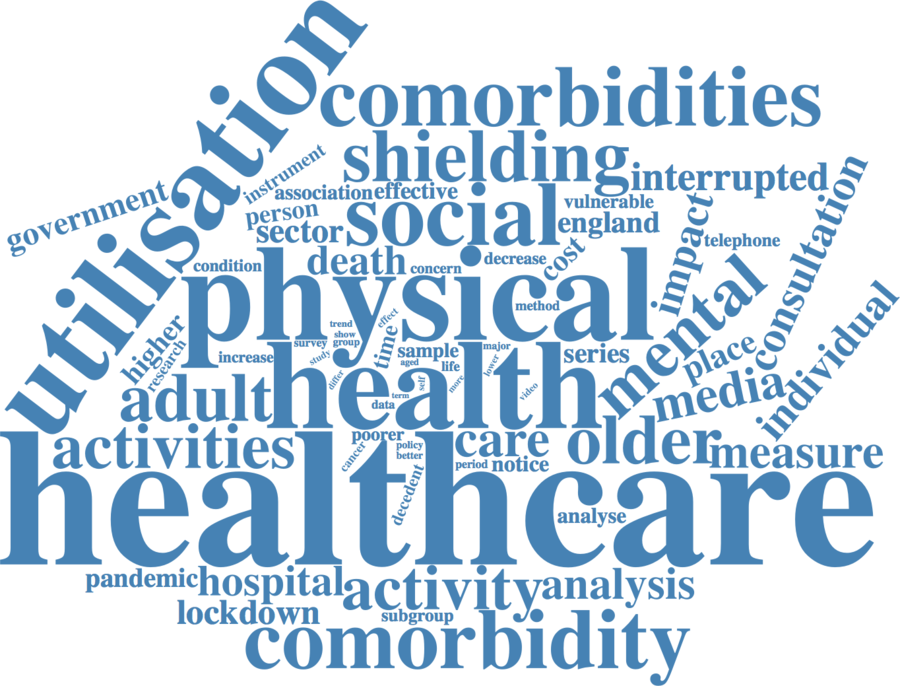 utilisation
comorbidities
shielding
instrument
interrupted
government
association
effective
person
social
vulnerable
sector
england
consultation
impact
telephone
death
concern
decrease
cost
condition
physical
method
mental
individual
trend
effect
show
survey
group
time
higher
research
increase
study
sample
major
series
place
aged
life
lower
health
differ
self
more
video
term
data
adult
media
activities
poorer
care
older
measure
policy
cancer
better
period
notice
decedent
healthcare
analyse
pandemic
hospital
activity
analysis
lockdown
subgroup
comorbidity